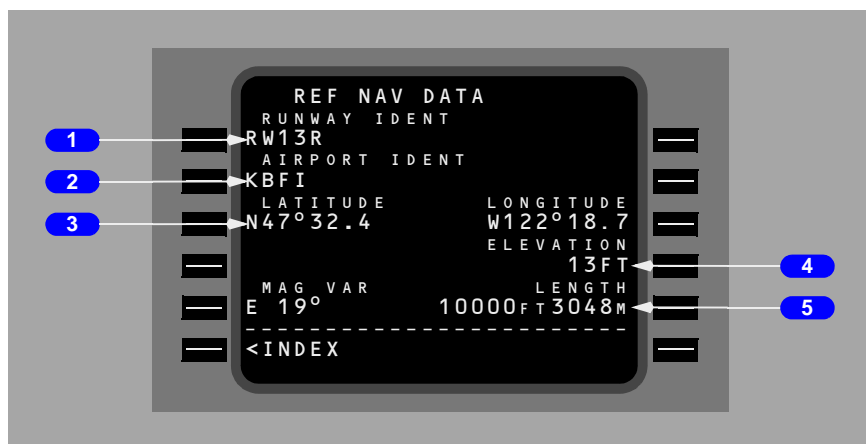 REF NAV DATA
RUNWAY IDENT
1 RW13R
AIRPORT IDENT
2 KBFI
LATITUDE LONGITUDE
3 N47°32.4 W122°18.7
ELEVATION
13FT 4
MAG VAR LENGTH
E 19° 10000FT3048M 5
------------------------
<INDEX